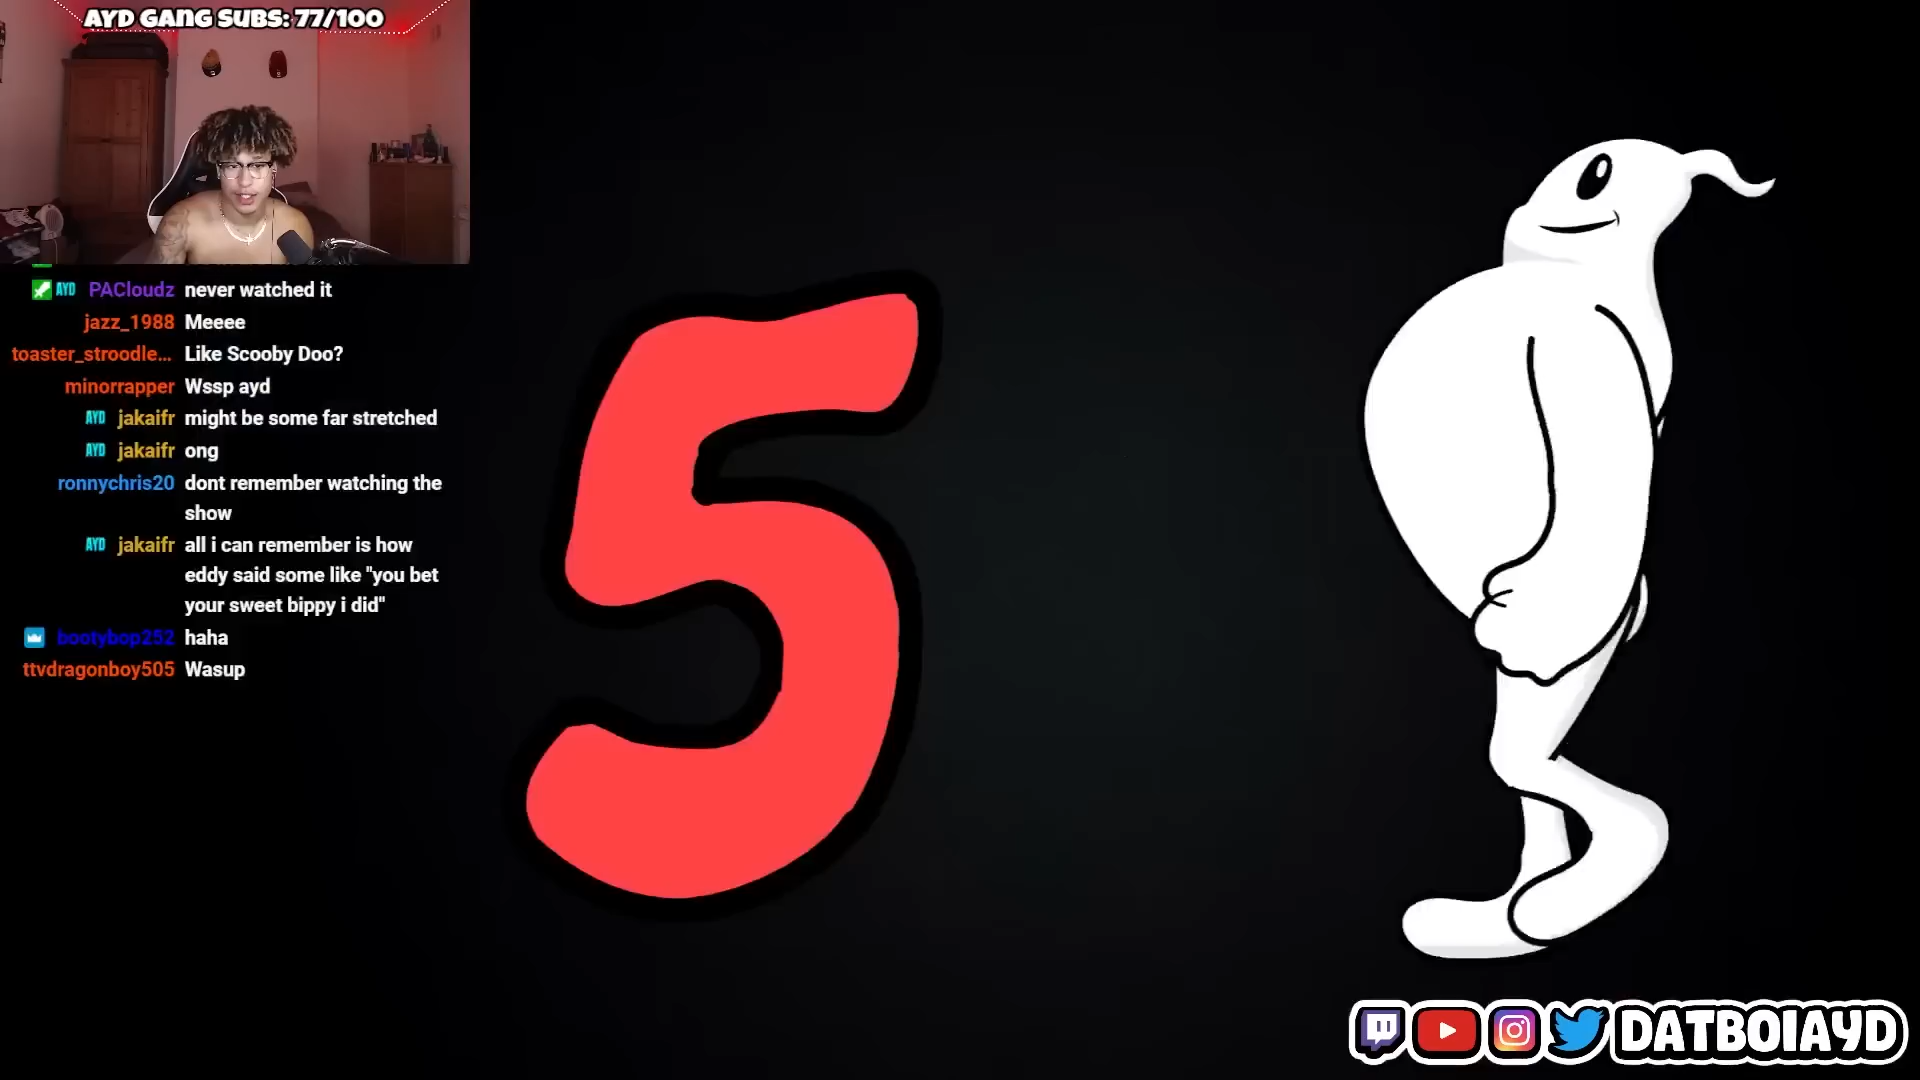 AYD GANG SUBS: 77/100
AYD PACloudz never watched it
jazz_1988 Meeee
toaster_stroodle... Like Scooby Doo?
minorrapper Wssp ayd
AYD jakaifr might be some far stretched
AYD jakaifr ong
ronnychris20 dont remember watching the
show
AYD jakaifr all i can remember is how
eddy said some like "you bet
your sweet bippy i did"
bootybop252 haha
ttvdragonboy505 Wasup
5
DATBOIAYD